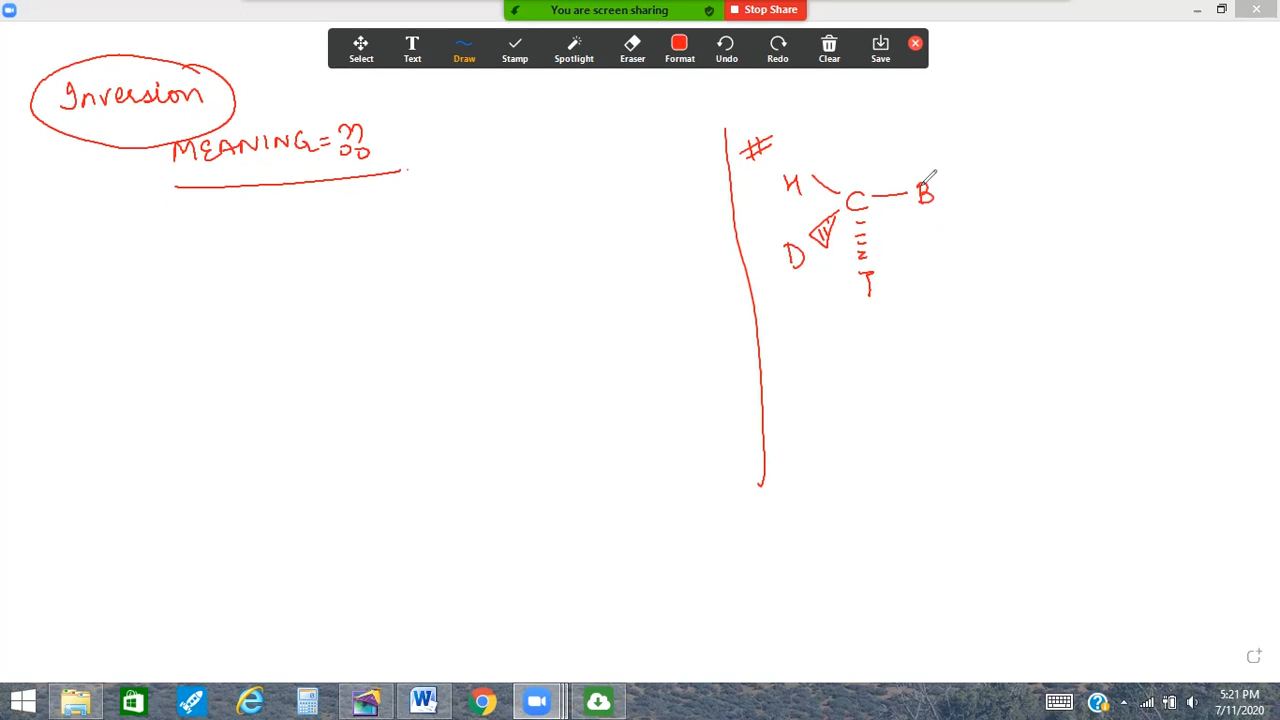 You are screen sharing
Stop Share
Select Text Draw Stamp Spotlight Eraser Format Undo Redo Clear Save
Inversion
MEANING = ??
#
H C B
D
T
5:21 PM
7/11/2020